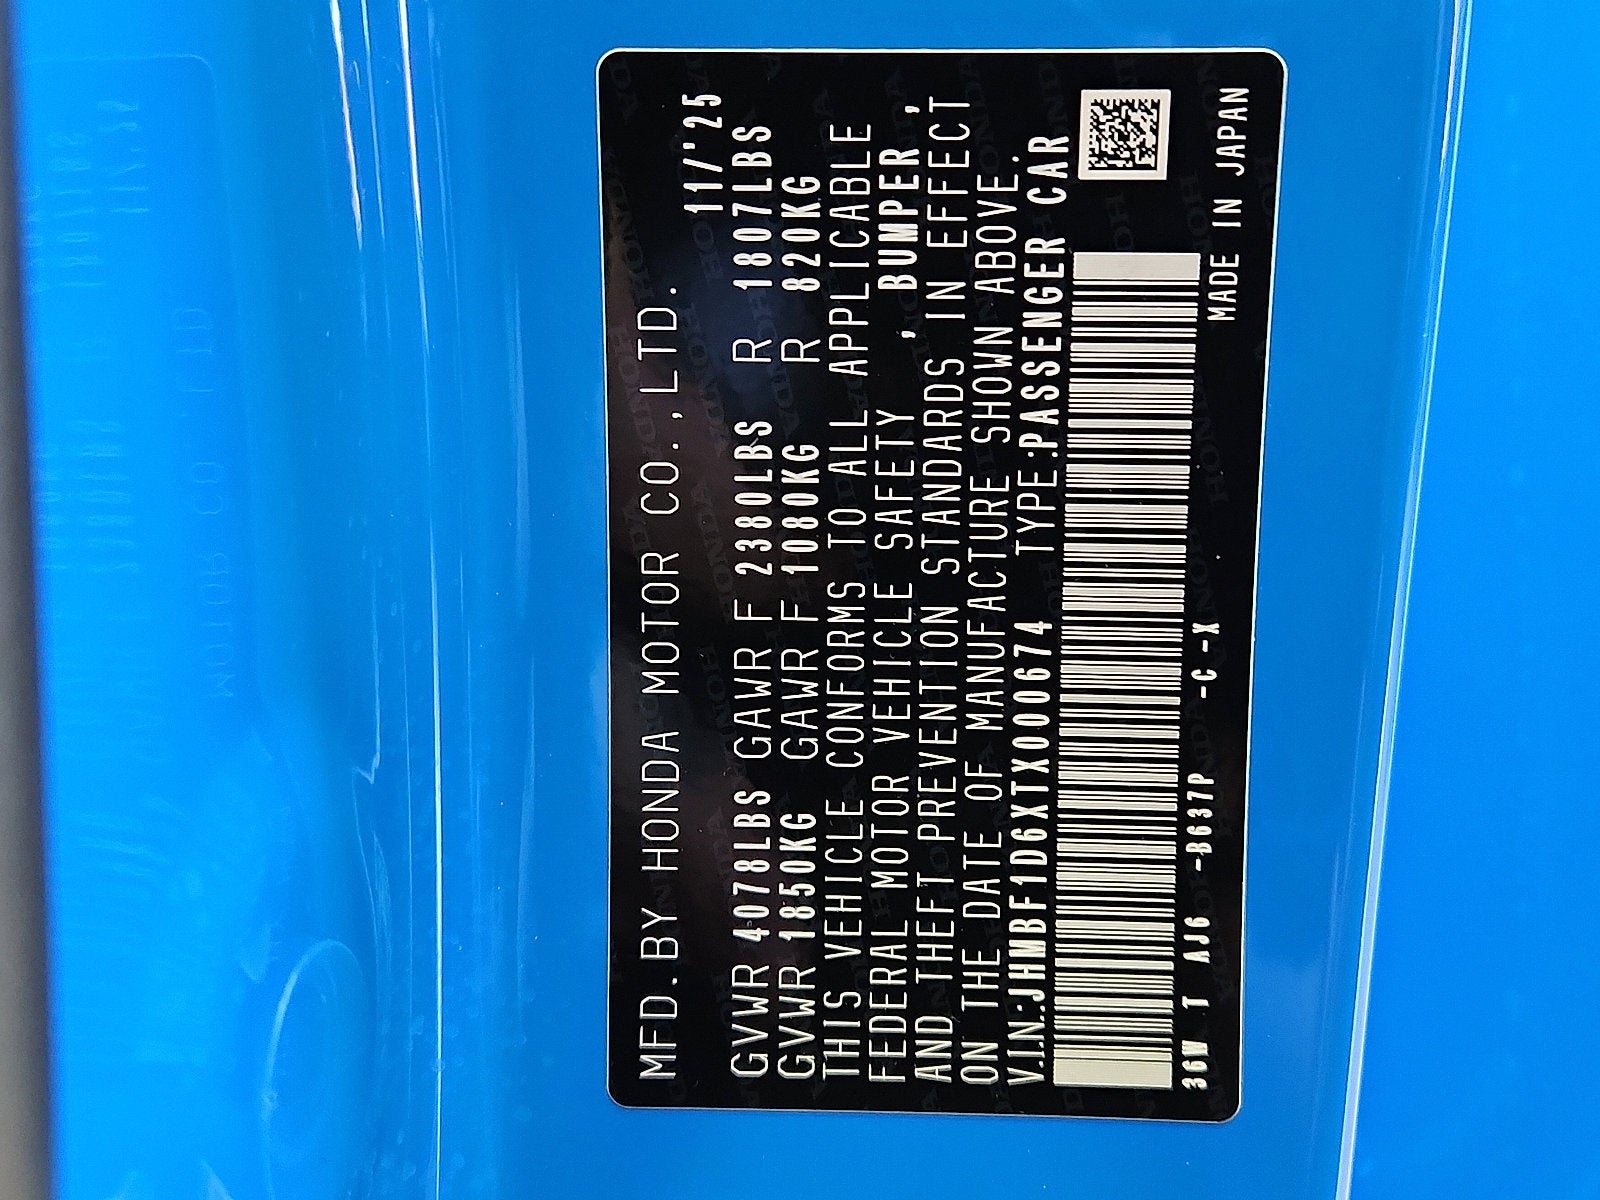 MFD.BY HONDA MOTOR CO.,LTD. 11/'25
GVWR 4078LBS GAWR F 2380LBS R 1807LBS
GVWR 1850KG GAWR F 1080KG R 820KG
THIS VEHICLE CONFORMS TO ALL APPLICABLE
FEDERAL MOTOR VEHICLE SAFETY , BUMPER ,
AND THEFT PREVENTION STANDARDS IN EFFECT
ON THE DATE OF MANUFACTURE SHOWN ABOVE.
V.I.N.:JHMBF1D6XTX000674 TYPE:PASSENGER CAR
36W T AJ6 -B637P -C -X MADE IN JAPAN